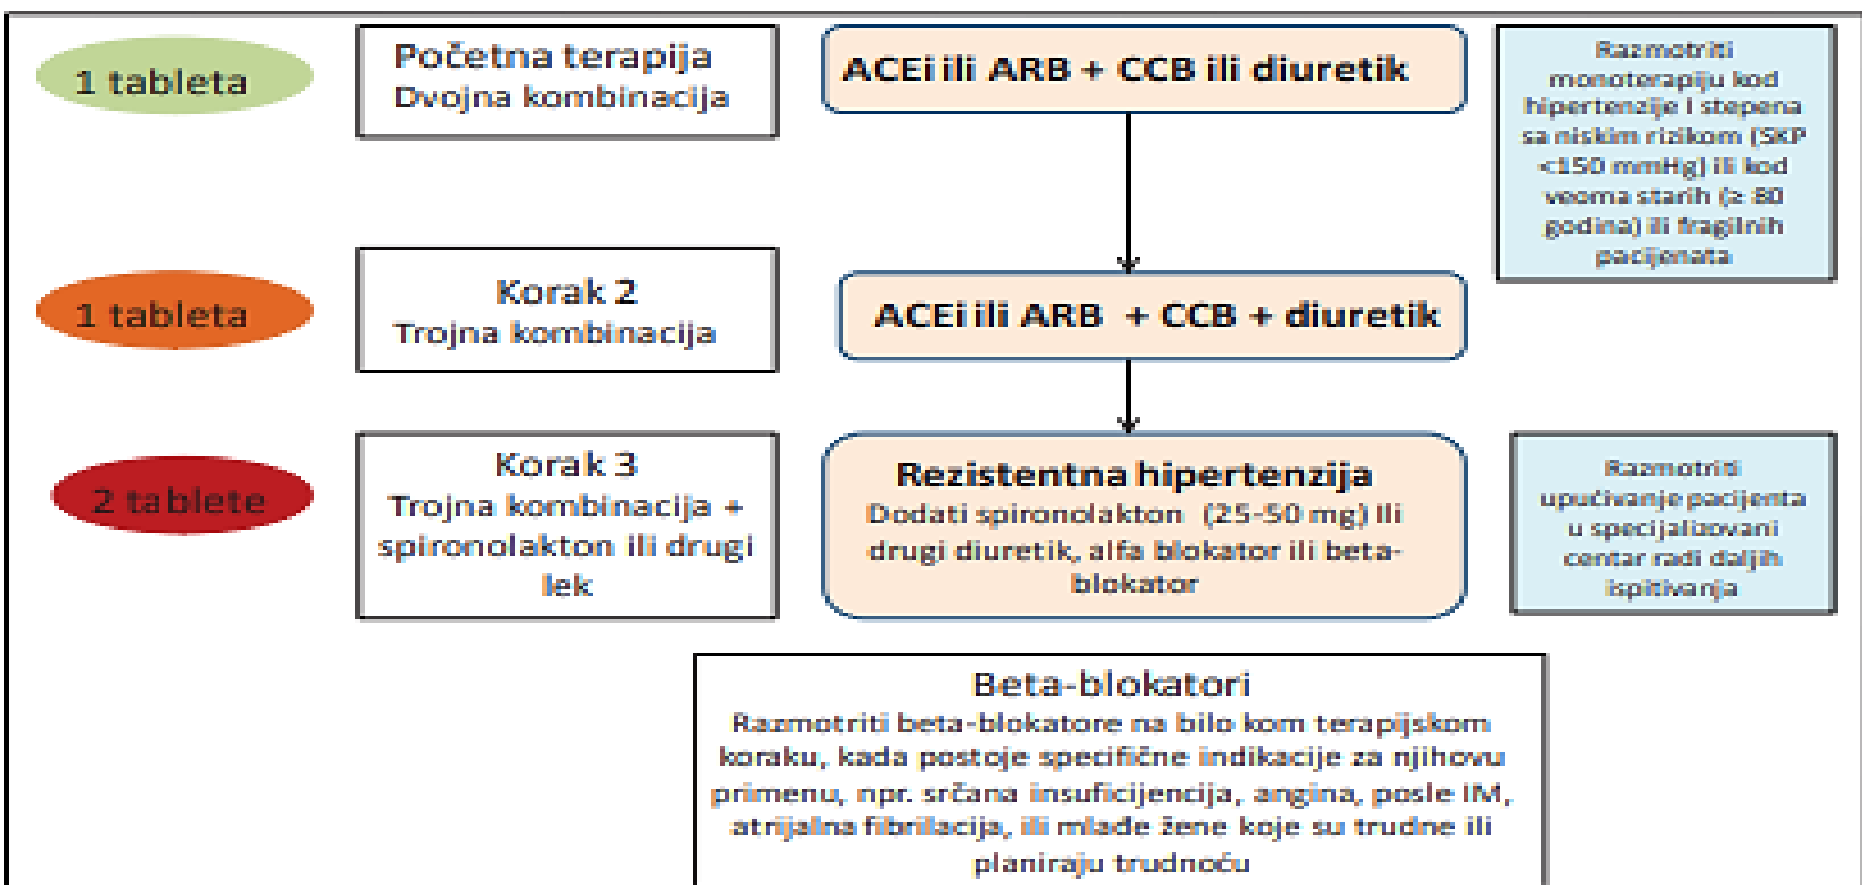 1 tableta
Početna terapija
Dvojna kombinacija
ACEi ili ARB + CCB ili diuretik
Razmotriti
monoterapiju kod
hipertenzije I stepena
sa niskim rizikom (SKP
<150 mmHg) ili kod
veoma starih (≥ 80
godina) ili fragilnih
pacijenata
1 tableta
Korak 2
Trojna kombinacija
ACEi ili ARB + CCB + diuretik
2 tablete
Korak 3
Trojna kombinacija +
spironolakton ili drugi
lek
Rezistentna hipertenzija
Dodati spironolakton (25-50 mg) Ili
drugi diuretik, alfa blokator ili beta-
blokator
Razmotriti
upućivanje pacijenta
u specijalizovani
centar radi daljih
ispitivanja
Beta-blokatori
Razmotriti beta-blokatore na bilo kom terapijskom
koraku, kada postoje specifične indikacije za njihovu
primenu, npr. srčana insuficijencija, angina, posle IM,
atrijalna fibrilacija, ili mlađe žene koje su trudne ili
planiraju trudnoću